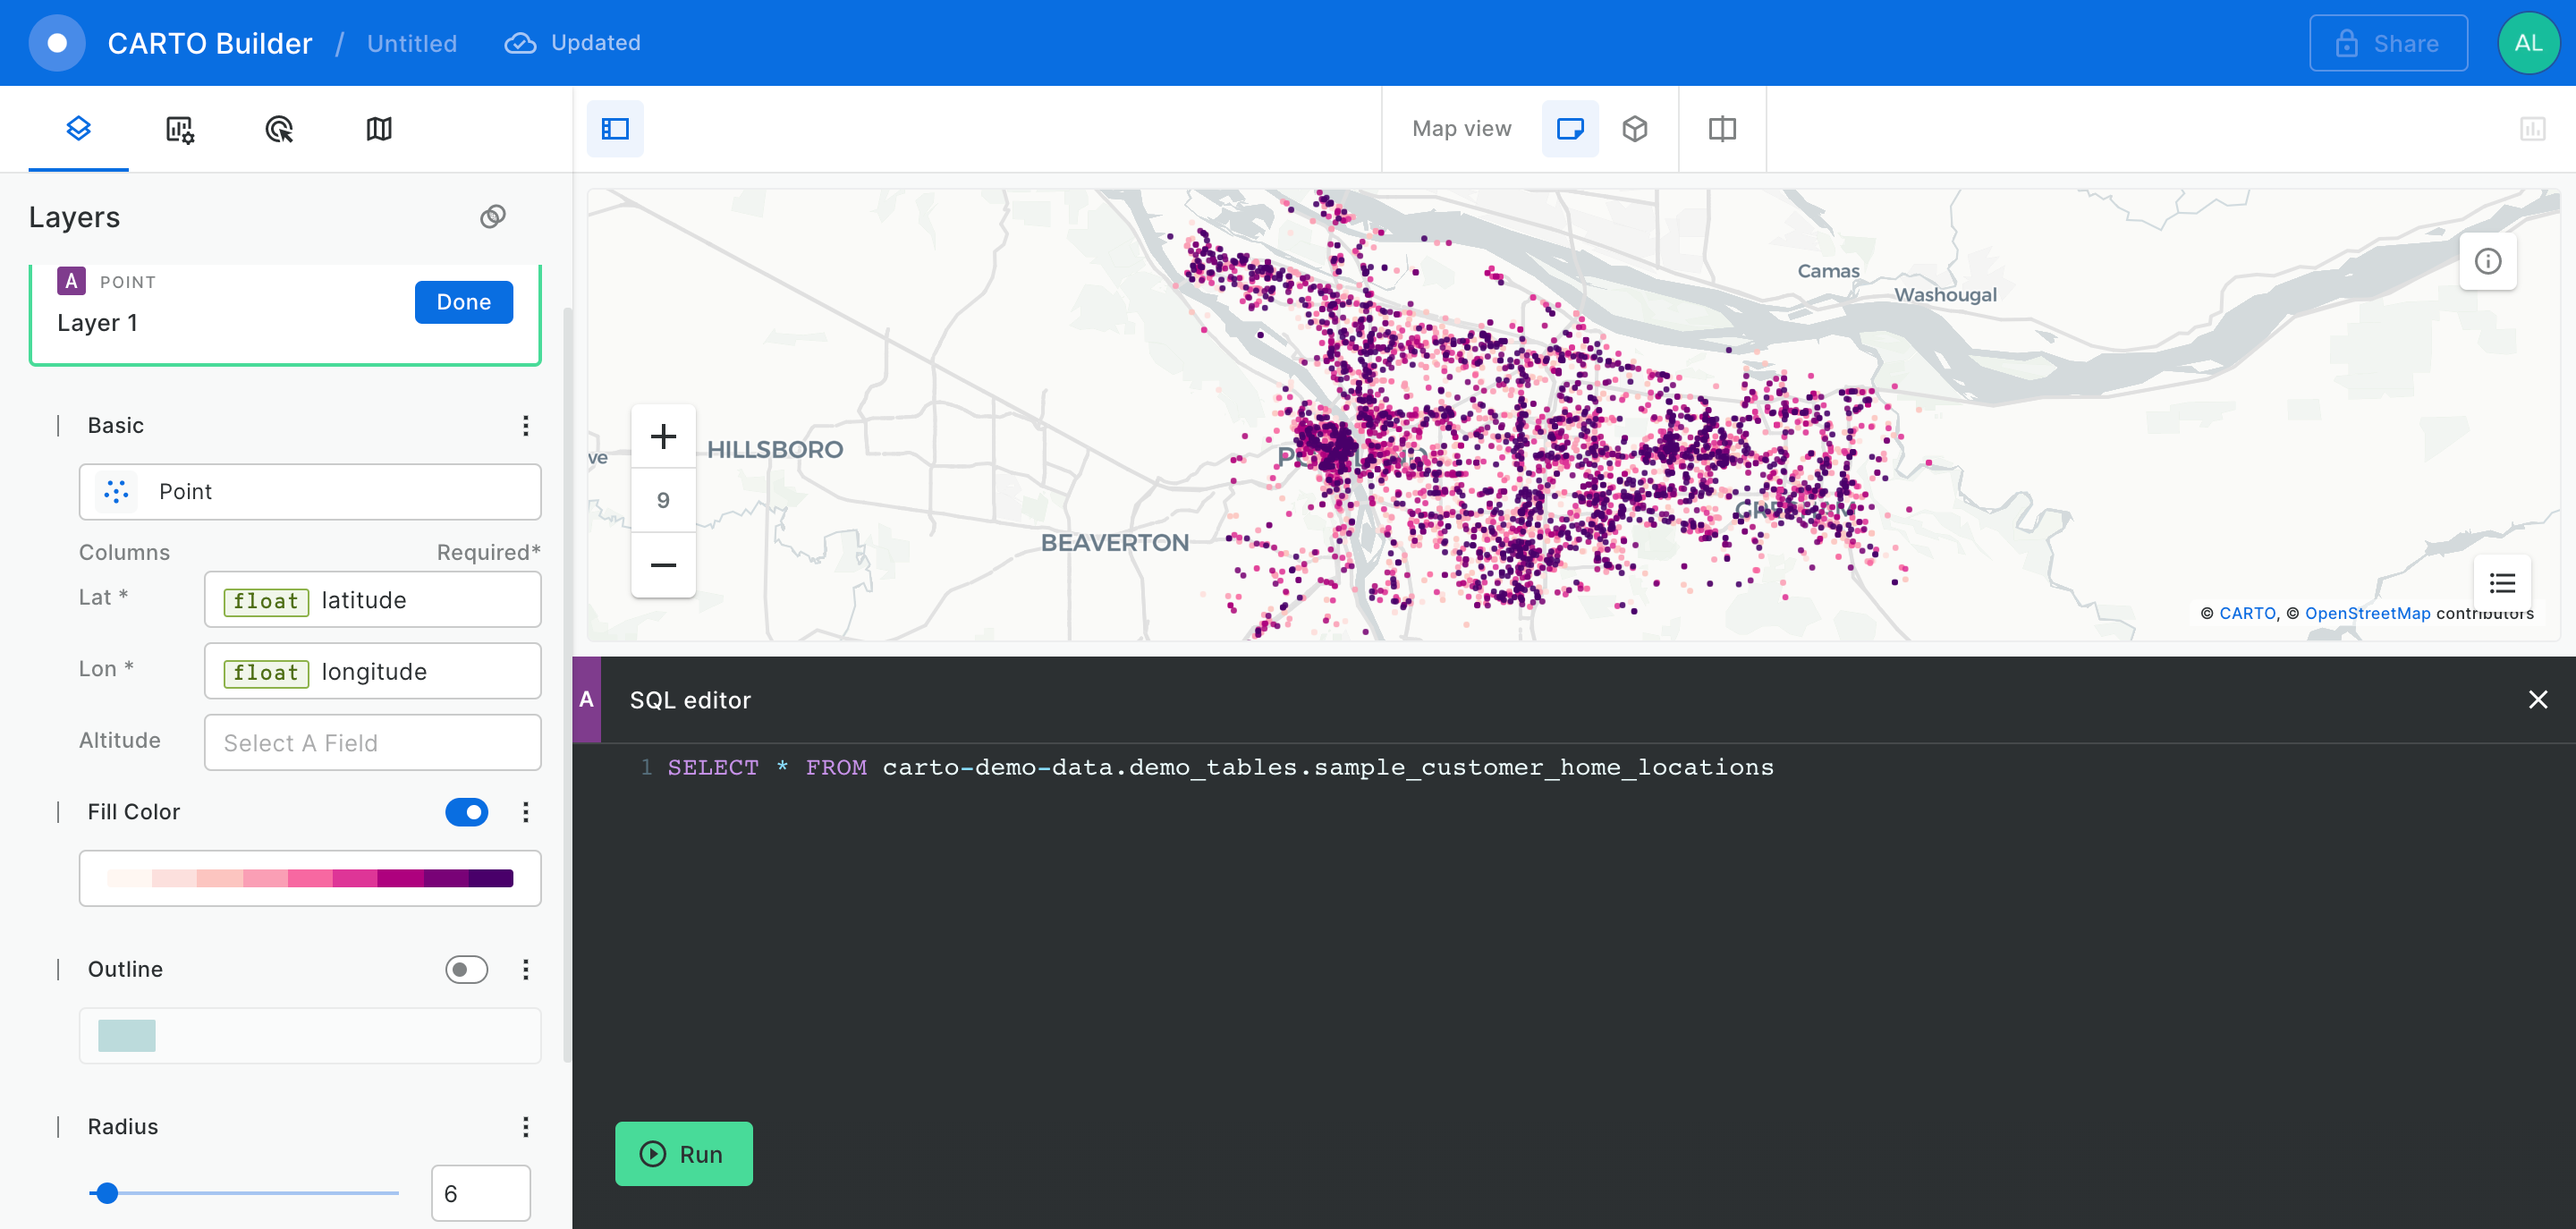 CARTO Builder / Untitled Updated
Share
AL
Map view
Layers
A POINT
Layer 1
Done
Basic
Point
Columns Required*
Lat * float latitude
Lon * float longitude
Altitude Select A Field
Fill Color
Outline
Radius
6
Camas
Washougal
ve
HILLSBORO
BEAVERTON
9
© CARTO, © OpenStreetMap contributors
A SQL editor
1 SELECT * FROM carto-demo-data.demo_tables.sample_customer_home_locations
Run